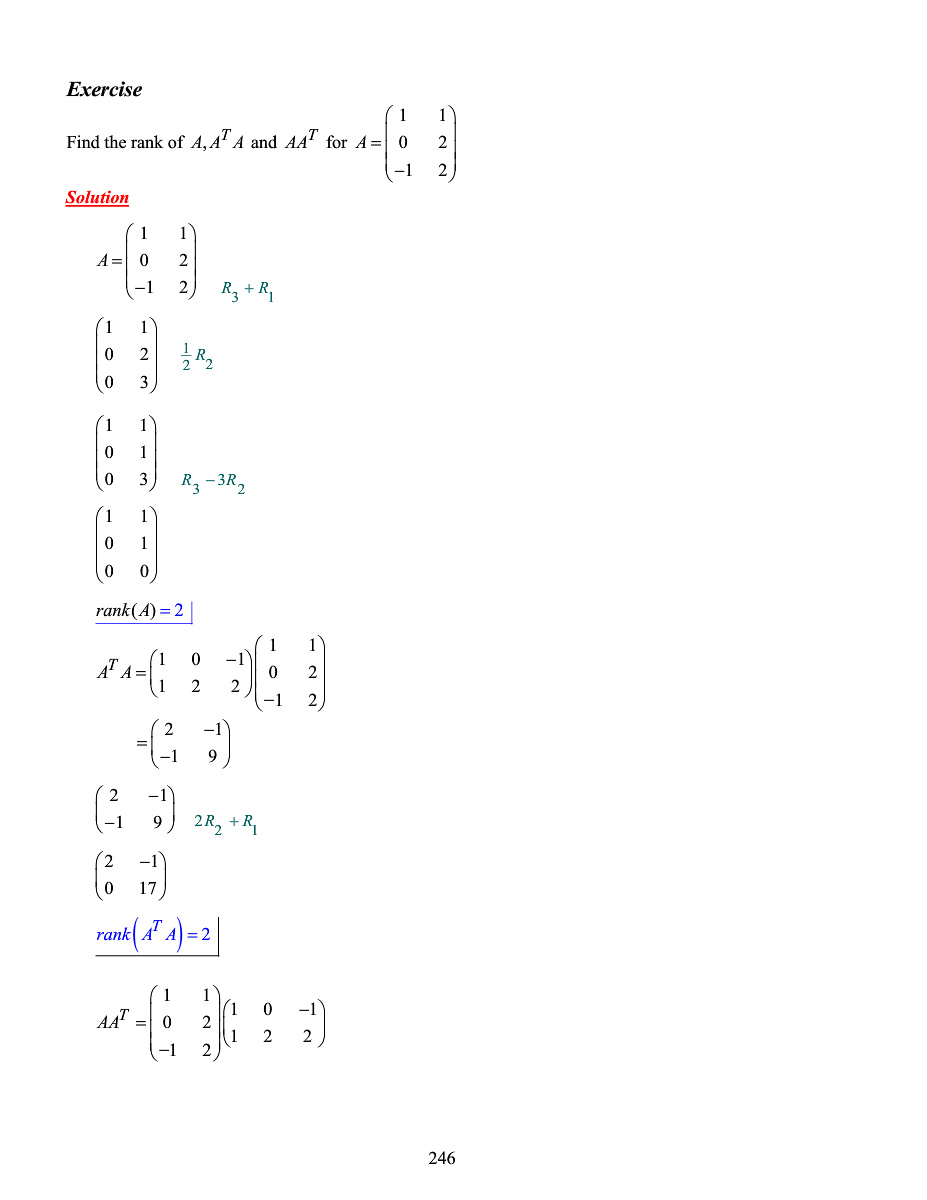 Exercise
Find the rank of A, A^T A and AA^T for A = \begin{pmatrix} 1 & 1 \\ 0 & 2 \\ -1 & 2 \end{pmatrix}
Solution
A = \begin{pmatrix} 1 & 1 \\ 0 & 2 \\ -1 & 2 \end{pmatrix} R_3 + R_1
\begin{pmatrix} 1 & 1 \\ 0 & 2 \\ 0 & 3 \end{pmatrix} \frac{1}{2} R_2
\begin{pmatrix} 1 & 1 \\ 0 & 1 \\ 0 & 3 \end{pmatrix} R_3 - 3R_2
\begin{pmatrix} 1 & 1 \\ 0 & 1 \\ 0 & 0 \end{pmatrix}
rank(A) = 2
A^T A = \begin{pmatrix} 1 & 0 & -1 \\ 1 & 2 & 2 \end{pmatrix} \begin{pmatrix} 1 & 1 \\ 0 & 2 \\ -1 & 2 \end{pmatrix}
= \begin{pmatrix} 2 & -1 \\ -1 & 9 \end{pmatrix}
\begin{pmatrix} 2 & -1 \\ -1 & 9 \end{pmatrix} 2R_2 + R_1
\begin{pmatrix} 2 & -1 \\ 0 & 17 \end{pmatrix}
rank(A^T A) = 2
AA^T = \begin{pmatrix} 1 & 1 \\ 0 & 2 \\ -1 & 2 \end{pmatrix} \begin{pmatrix} 1 & 0 & -1 \\ 1 & 2 & 2 \end{pmatrix}
246